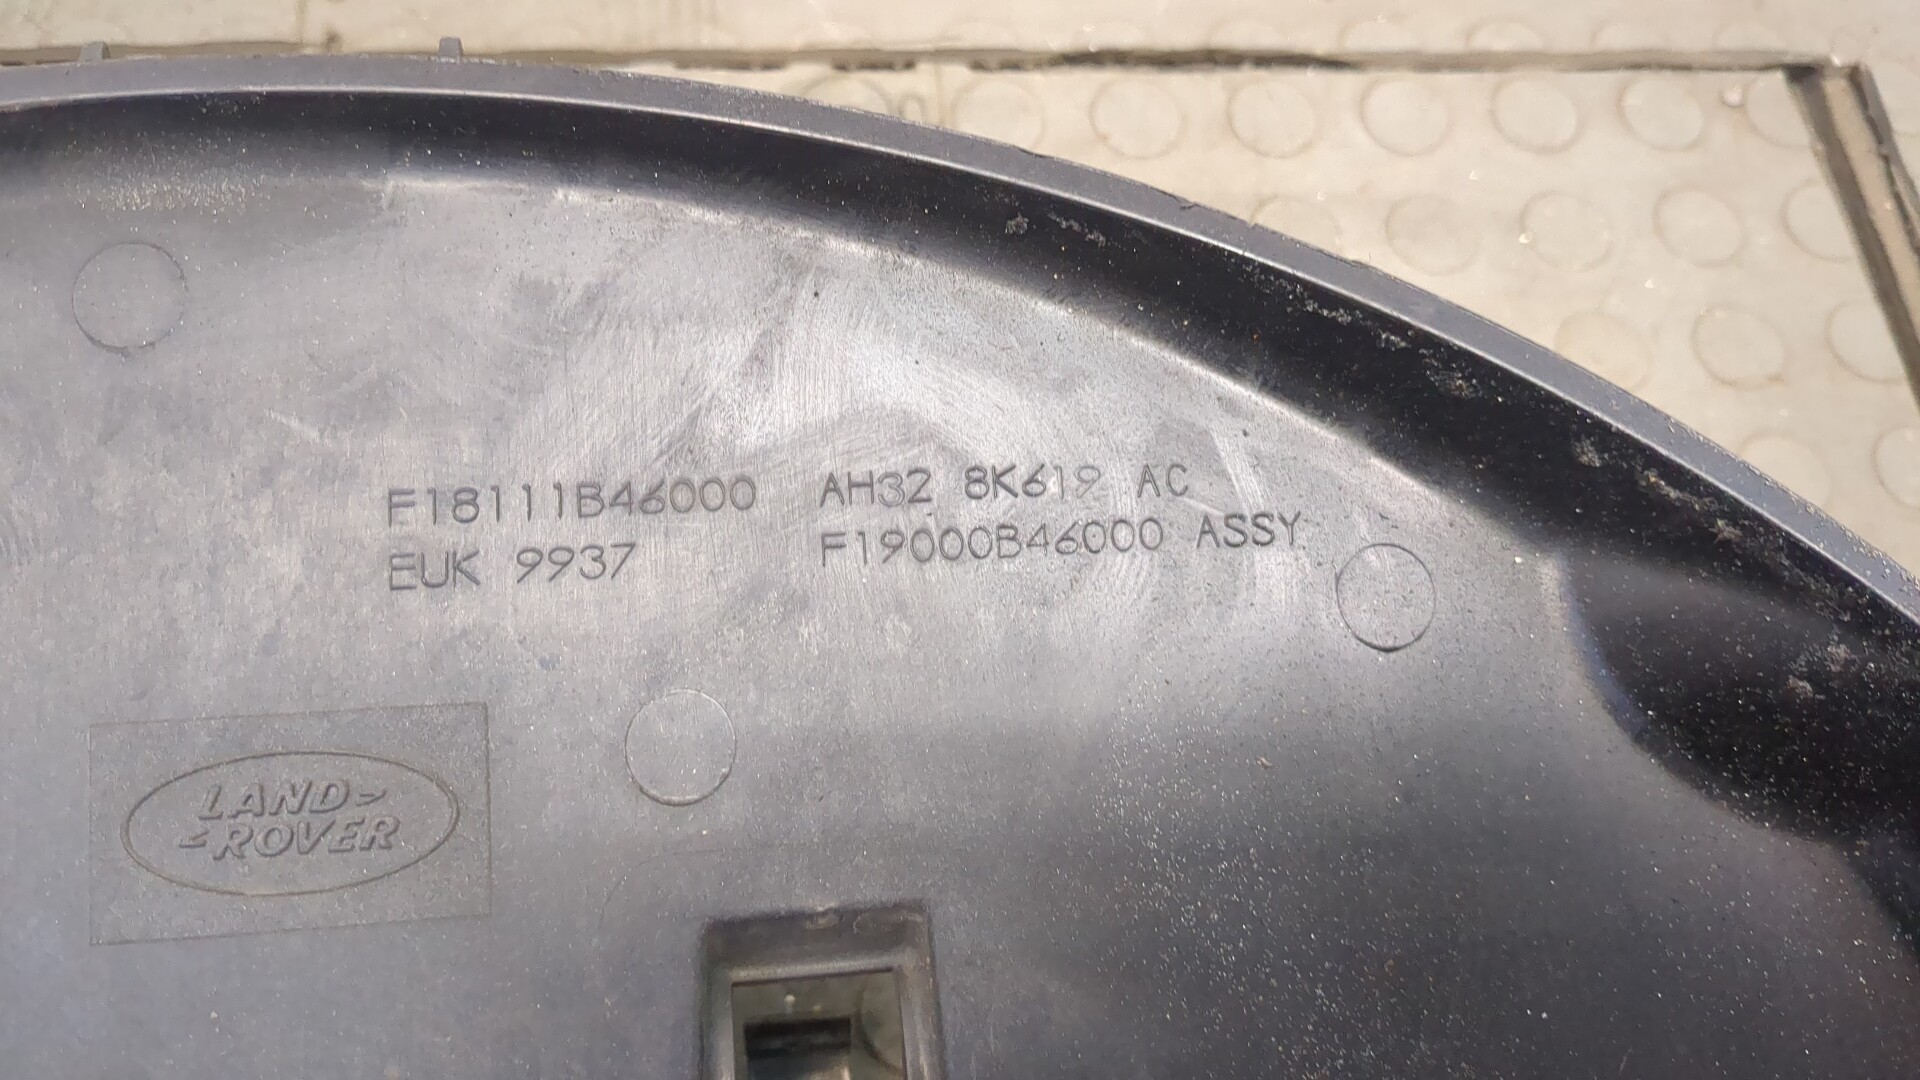 F18111B46000 AH32 8K619 AC
EUK 9937 F19000B46000 ASSY
LAND
ROVER